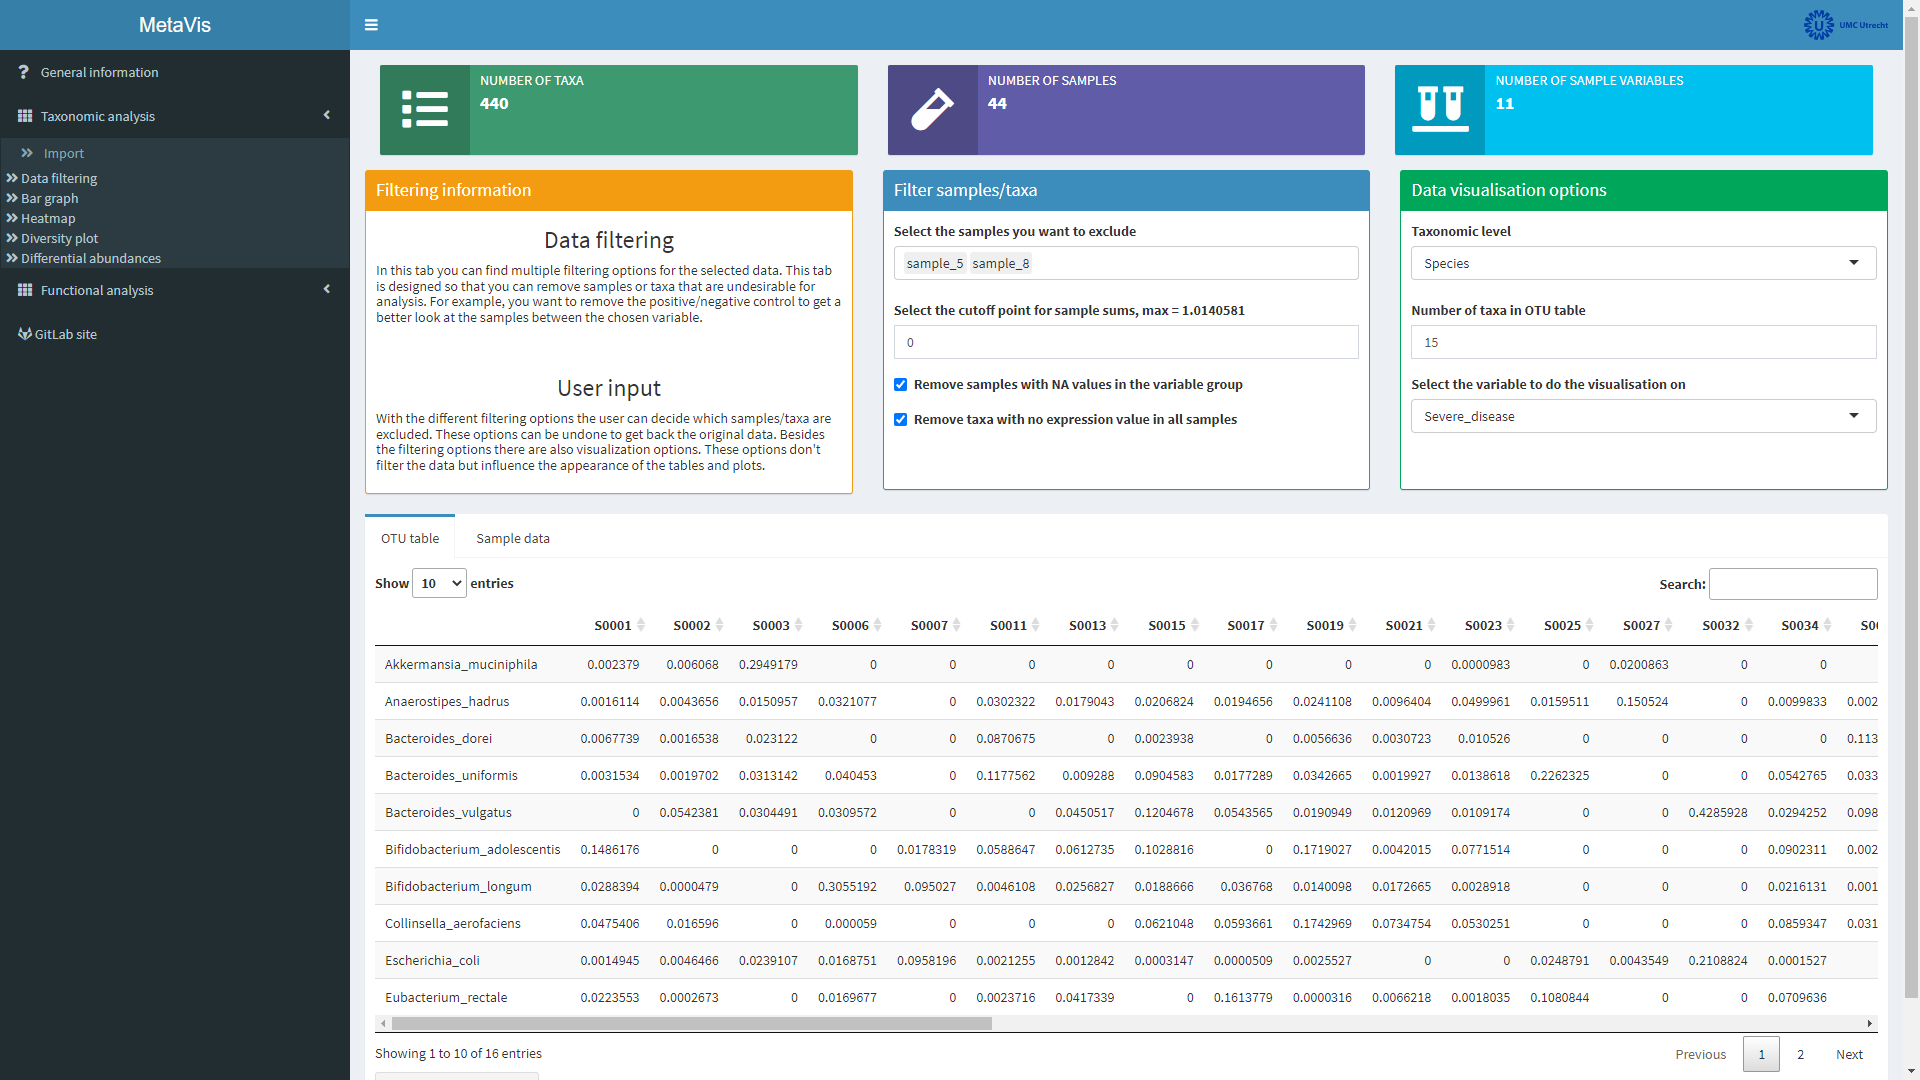 MetaVis
UMC Utrecht
General information
Taxonomic analysis
Import
Data filtering
Bar graph
Heatmap
Diversity plot
Differential abundances
Functional analysis
GitLab site
NUMBER OF TAXA
440
NUMBER OF SAMPLES
44
NUMBER OF SAMPLE VARIABLES
11
Filtering information
Data filtering
In this tab you can find multiple filtering options for the selected data. This tab
is designed so that you can remove samples or taxa that are undesirable for
analysis. For example, you want to remove the positive/negative control to get a
better look at the samples between the chosen variable.
User input
With the different filtering options the user can decide which samples/taxa are
excluded. These options can be undone to get back the original data. Besides
the filtering options there are also visualization options. These options don't
filter the data but influence the appearance of the tables and plots.
Filter samples/taxa
Select the samples you want to exclude
sample_5 sample_8
Select the cutoff point for sample sums, max = 1.0140581
0
Remove samples with NA values in the variable group
Remove taxa with no expression value in all samples
Data visualisation options
Taxonomic level
Species
Number of taxa in OTU table
15
Select the variable to do the visualisation on
Severe_disease
OTU table Sample data
Show 10 entries Search:
S0001 S0002 S0003 S0006 S0007 S0011 S0013 S0015 S0017 S0019 S0021 S0023 S0025 S0027 S0032 S0034
Akkermansia_muciniphila 0.002379 0.006068 0.2949179 0 0 0 0 0 0 0 0 0.0000983 0 0.0200863 0 0
Anaerostipes_hadrus 0.0016114 0.0043656 0.0150957 0.0321077 0 0.0302322 0.0179043 0.0206824 0.0194656 0.0241108 0.0096404 0.0499961 0.0159511 0.150524 0 0.0099833 0.002
Bacteroides_dorei 0.0067739 0.0016538 0.023122 0 0 0.0870675 0 0.0023938 0 0.0056636 0.0030723 0.010526 0 0 0 0 0.113
Bacteroides_uniformis 0.0031534 0.0019702 0.0313142 0.040453 0 0.1177562 0.009288 0.0904583 0.0177289 0.0342665 0.0019927 0.0138618 0.2262325 0 0 0.0542765 0.033
Bacteroides_vulgatus 0 0.0542381 0.0304491 0.0309572 0 0 0.0450517 0.1204678 0.0543565 0.0190949 0.0120969 0.0109174 0 0 0.4285928 0.0294252 0.098
Bifidobacterium_adolescentis 0.1486176 0 0 0 0.0178319 0.0588647 0.0612735 0.1028816 0 0.1719027 0.0042015 0.0771514 0 0 0 0.0902311 0.002
Bifidobacterium_longum 0.0288394 0.0000479 0 0.3055192 0.095027 0.0046108 0.0256827 0.0188666 0.036768 0.0140098 0.0172665 0.0028918 0 0 0 0.0216131 0.001
Collinsella_aerofaciens 0.0475406 0.016596 0 0.000059 0 0 0 0.0621048 0.0593661 0.1742969 0.0734754 0.0530251 0 0 0 0.0859347 0.031
Escherichia_coli 0.0014945 0.0046466 0.0239107 0.0168751 0.0958196 0.0021255 0.0012842 0.0003147 0.0000509 0.0025527 0 0 0.0248791 0.0043549 0.2108824 0.0001527
Eubacterium_rectale 0.0223553 0.0002673 0 0.0169677 0 0.0023716 0.0417339 0 0.1613779 0.0000316 0.0066218 0.0018035 0.1080844 0 0 0.0709636
Showing 1 to 10 of 16 entries
Previous 1 2 Next